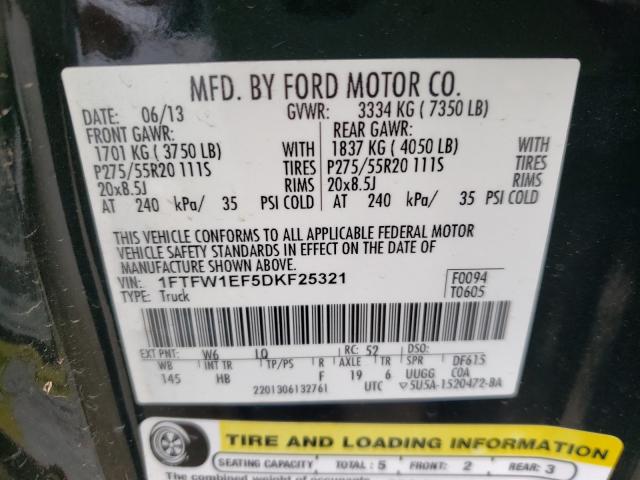 MFD. BY FORD MOTOR CO.
DATE: 06/13 GVWR: 3334 KG ( 7350 LB)
FRONT GAWR: REAR GAWR:
1701 KG ( 3750 LB) WITH 1837 KG ( 4050 LB) WITH
P275/55R20 111S TIRES P275/55R20 111S TIRES
20x8.5J RIMS 20x8.5J RIMS
AT 240 kPa/ 35 PSI COLD AT 240 kPa/ 35 PSI COLD
THIS VEHICLE CONFORMS TO ALL APPLICABLE FEDERAL MOTOR
VEHICLE SAFETY STANDARDS IN EFFECT ON THE DATE OF
MANUFACTURE SHOWN ABOVE.
VIN: 1FTFW1EF5DKF25321 F0094
TYPE: Truck T0605
EXT PNT: W6 LQ RC: 52 DSO:
WB INT TR TP/PS R AXLE TR SPR DF615
145 HB F 19 6 UUGG COA
2201306132761 UTC 5U5A-1520472-BA
TIRE AND LOADING INFORMATION
SEATING CAPACITY TOTAL: 5 FRONT: 2 REAR: 3
The combined weight of